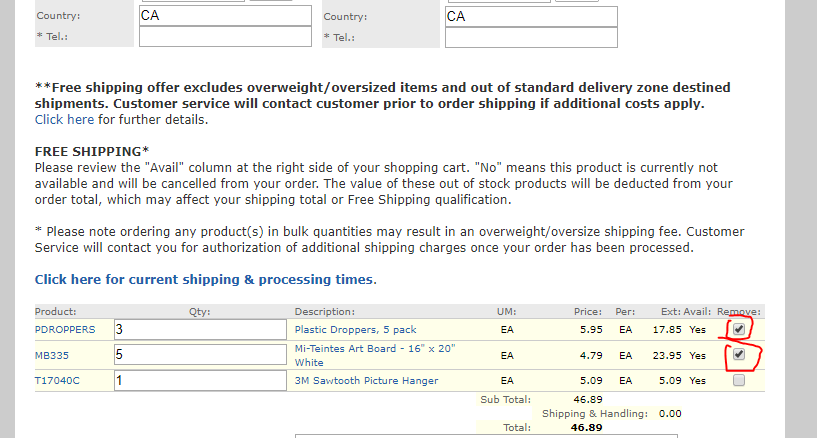 Country: CA Country: CA
* Tel.: * Tel.:
**Free shipping offer excludes overweight/oversized items and out of standard delivery zone destined
shipments. Customer service will contact customer prior to order shipping if additional costs apply.
Click here for further details.
FREE SHIPPING*
Please review the "Avail" column at the right side of your shopping cart. "No" means this product is currently not
available and will be cancelled from your order. The value of these out of stock products will be deducted from your
order total, which may affect your shipping total or Free Shipping qualification.
* Please note ordering any product(s) in bulk quantities may result in an overweight/oversize shipping fee. Customer
Service will contact you for authorization of additional shipping charges once your order has been processed.
Click here for current shipping & processing times.
Product: Qty: Description: UM: Price: Per: Ext: Avail: Remove:
PDROPPERS 3 Plastic Droppers, 5 pack EA 5.95 EA 17.85 Yes
MB335 5 Mi-Teintes Art Board - 16" x 20" White EA 4.79 EA 23.95 Yes
T17040C 1 3M Sawtooth Picture Hanger EA 5.09 EA 5.09 Yes
Sub Total: 46.89
Shipping & Handling: 0.00
Total: 46.89